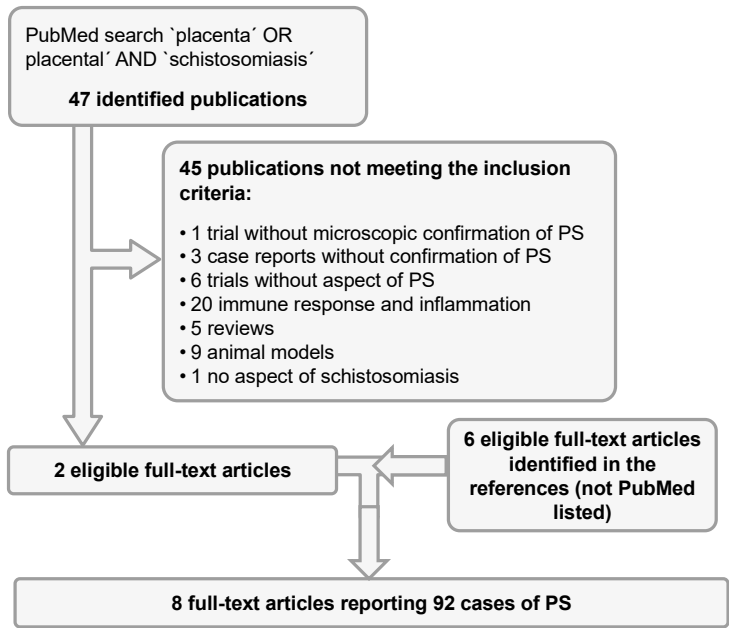 PubMed search `placenta´ OR
placental´ AND `schistosomiasis´
47 identified publications
45 publications not meeting the inclusion
criteria:
• 1 trial without microscopic confirmation of PS
• 3 case reports without confirmation of PS
• 6 trials without aspect of PS
• 20 immune response and inflammation
• 5 reviews
• 9 animal models
• 1 no aspect of schistosomiasis
2 eligible full-text articles
6 eligible full-text articles
identified in the
references (not PubMed
listed)
8 full-text articles reporting 92 cases of PS